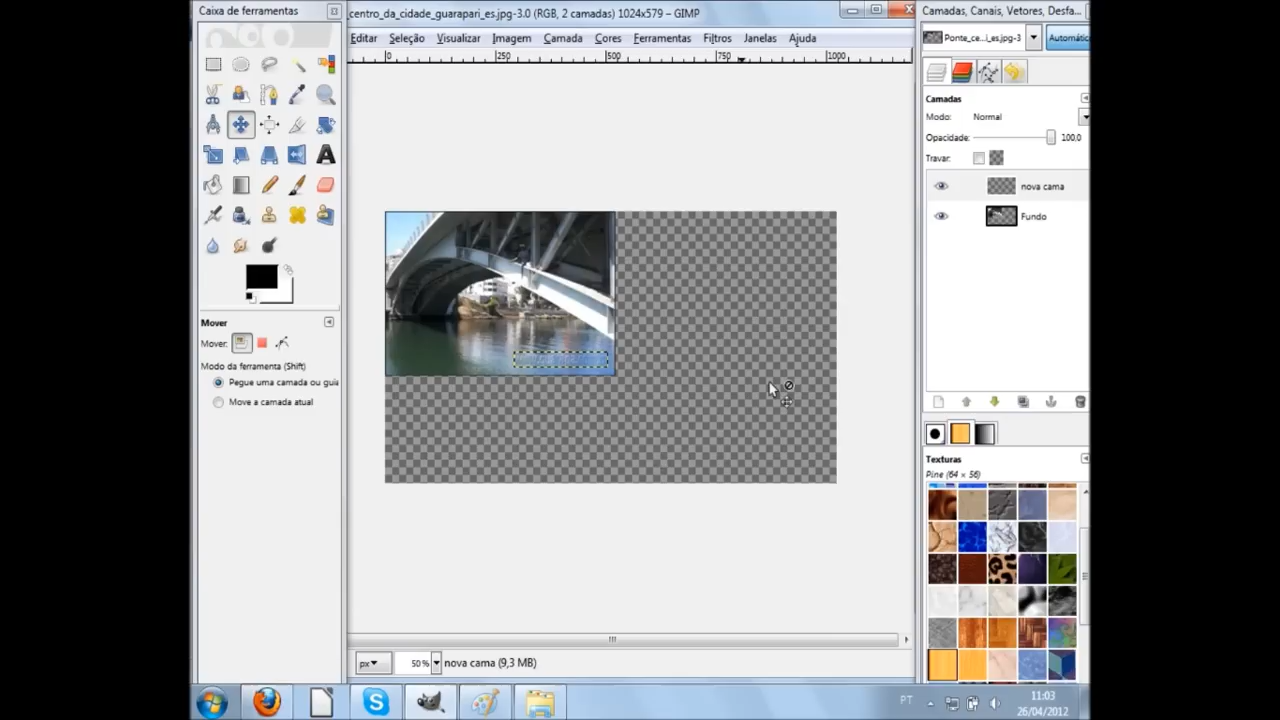 Caixa de ferramentas
_centro_da_cidade_guarapari_es.jpg-3.0 (RGB, 2 camadas) 1024x579 – GIMP
Camadas, Canais, Vetores, Desfa...
Editar Seleção Visualizar Imagem Camada Cores Ferramentas Filtros Janelas Ajuda
Ponte_ce...i_es.jpg-3
Automátic
0 250 500 750 1000
Camadas
Modo: Normal
Opacidade: 100,0
Travar:
nova cama
Fundo
Mover
Mover:
Modo da ferramenta (Shift)
Pegue uma camada ou guia
Move a camada atual
Texturas
Pine (64 × 56)
px
50 %
nova cama (9,3 MB)
PT
11:03
26/04/2012